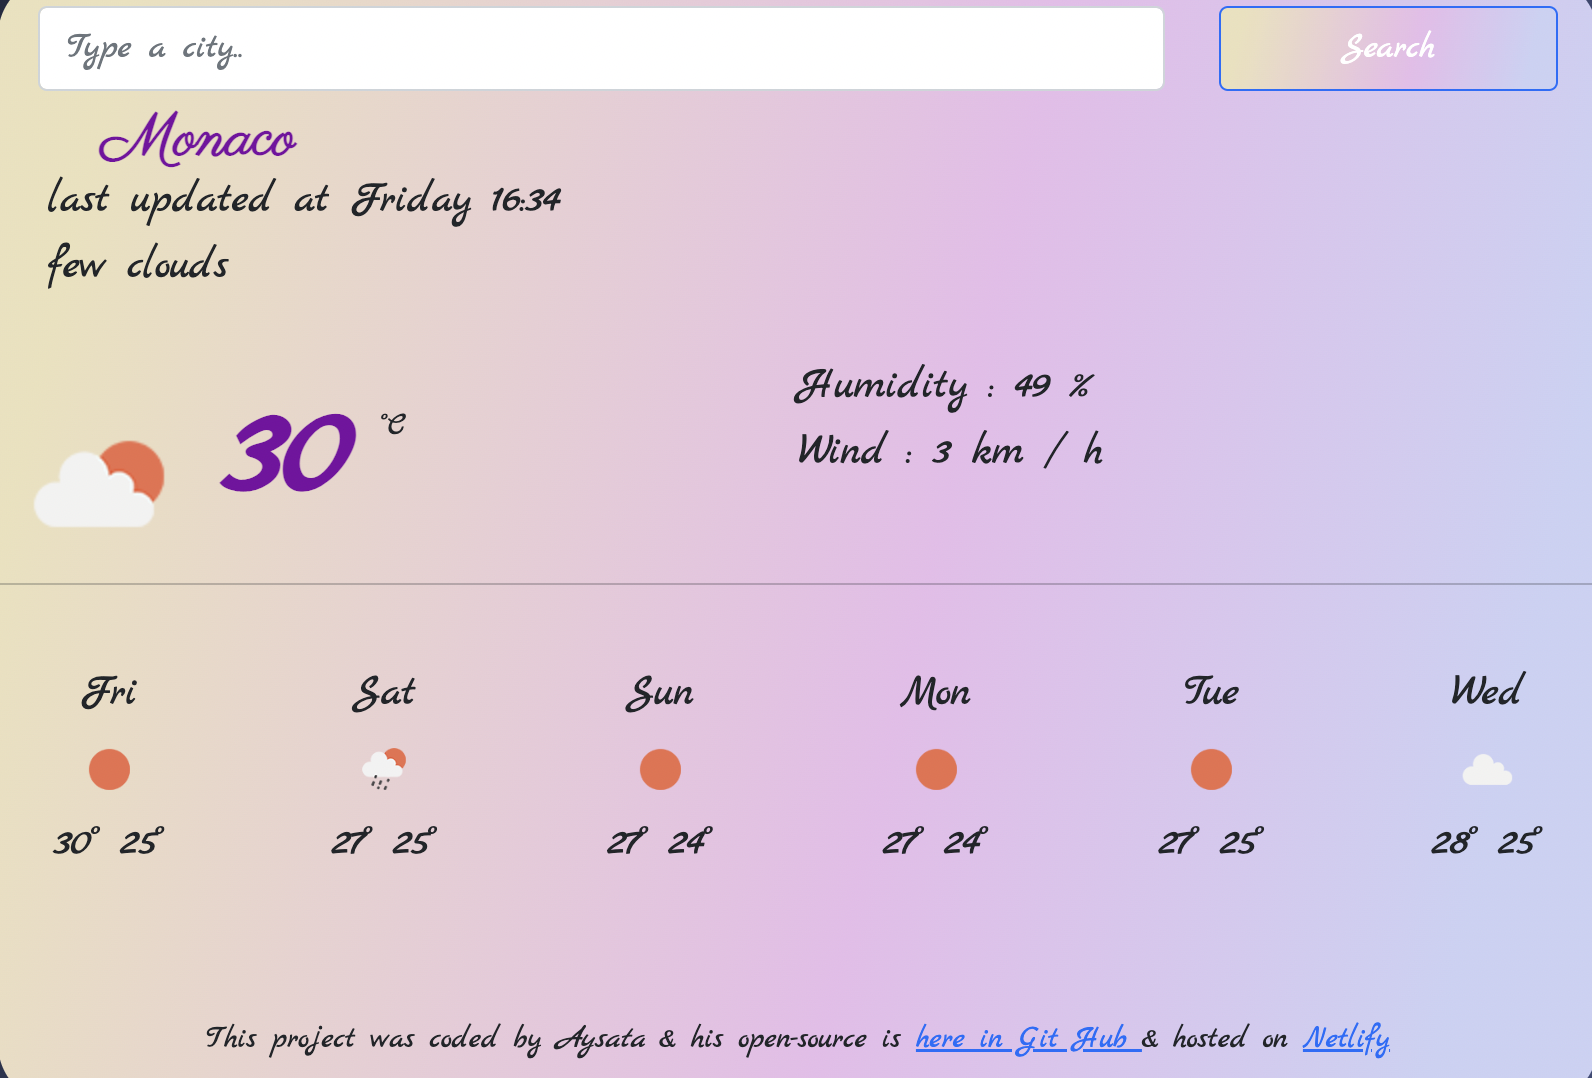 Type a city..
Search
Monaco
last updated at Friday 16:34
few clouds
Humidity : 49 %
30 °C
Wind : 3 km / h
Fri Sat Sun Mon Tue Wed
30° 25° 27° 25° 27° 24° 27° 24° 27° 25° 28° 25°
This project was coded by Aysata & his open-source is here in Git Hub & hosted on Netlify